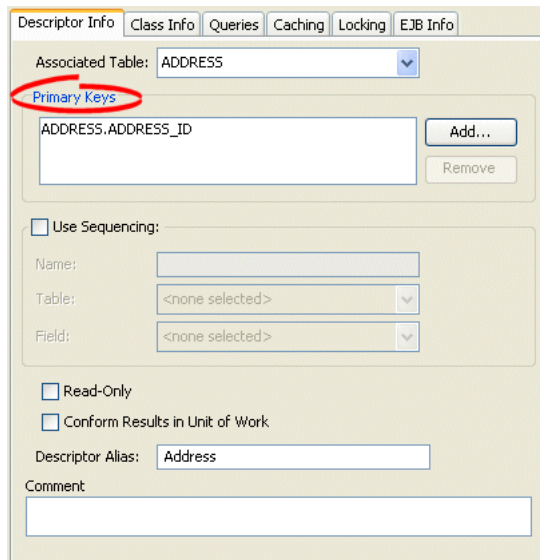 Descriptor Info Class Info Queries Caching Locking EJB Info
Associated Table: ADDRESS
Primary Keys
ADDRESS.ADDRESS_ID
Add...
Remove
Use Sequencing:
Name:
Table: <none selected>
Field: <none selected>
Read-Only
Conform Results in Unit of Work
Descriptor Alias: Address
Comment